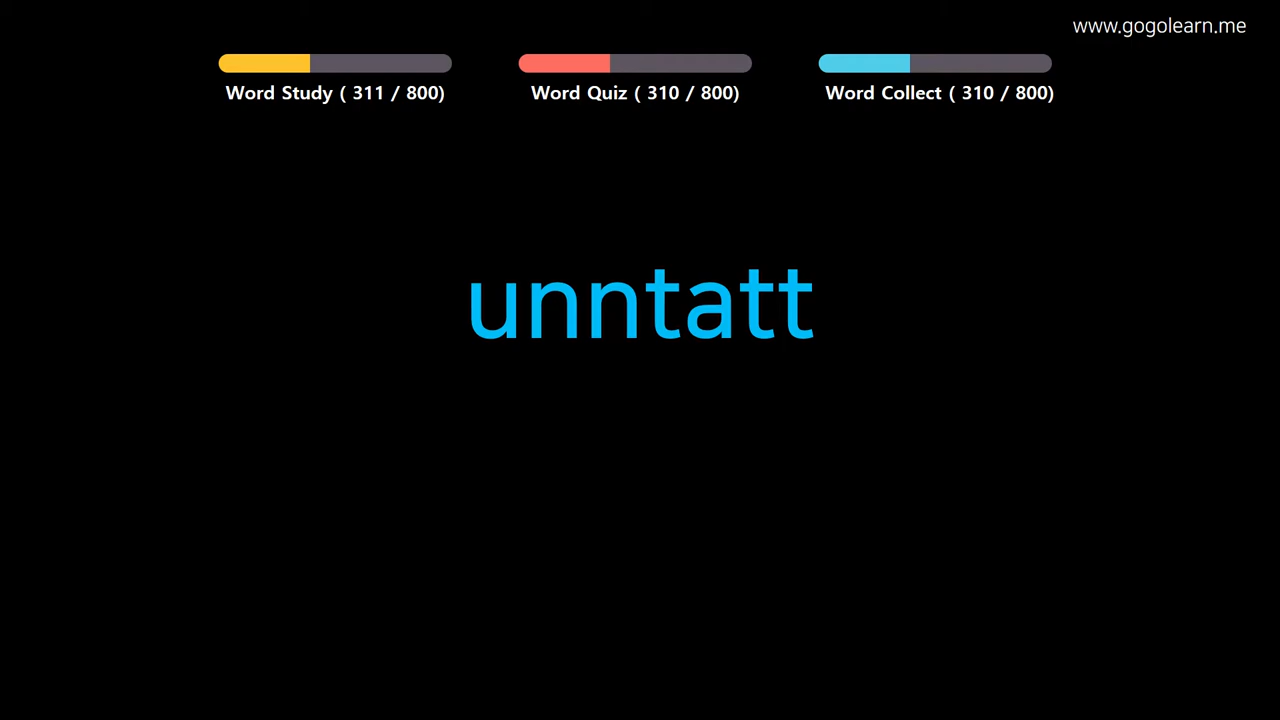 www.gogolearn.me
Word Study ( 311 / 800)
Word Quiz ( 310 / 800)
Word Collect ( 310 / 800)
unntatt